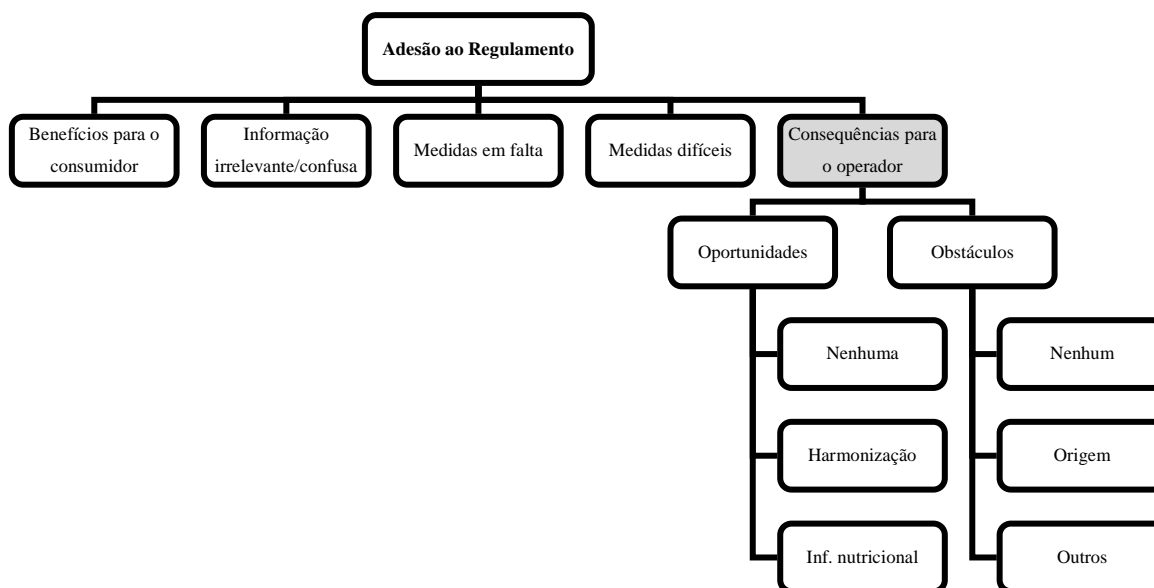 Adesão ao Regulamento
Benefícios para o
consumidor
Informação
irrelevante/confusa
Medidas em falta
Medidas difíceis
Consequências para
o operador
Oportunidades
Obstáculos
Nenhuma
Nenhum
Harmonização
Origem
Inf. nutricional
Outros